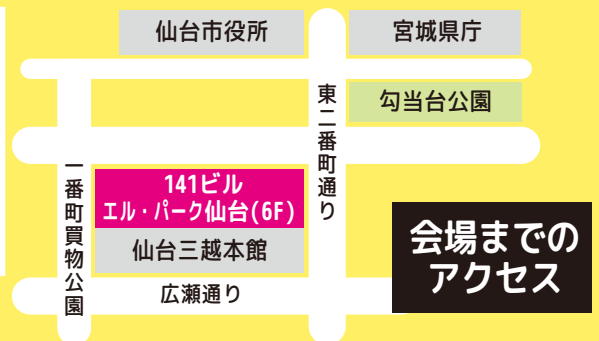 仙台市役所
宮城県庁
勾当台公園
東二番町通り
一番町買物公園
141ビル
エル・パーク仙台(6F)
仙台三越本館
広瀬通り
会場までの
アクセス